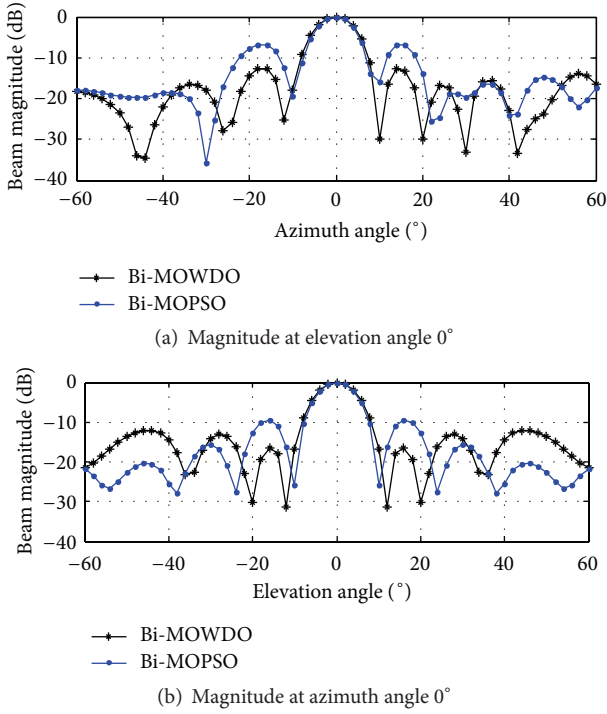 0
−10
−20
−30
−40
Beam magnitude (dB)
−60 −40 −20 0 20 40 60
Azimuth angle (°)
Bi-MOWDO
Bi-MOPSO
(a) Magnitude at elevation angle 0°
0
−10
−20
−30
−40
Beam magnitude (dB)
−60 −40 −20 0 20 40 60
Elevation angle (°)
Bi-MOWDO
Bi-MOPSO
(b) Magnitude at azimuth angle 0°